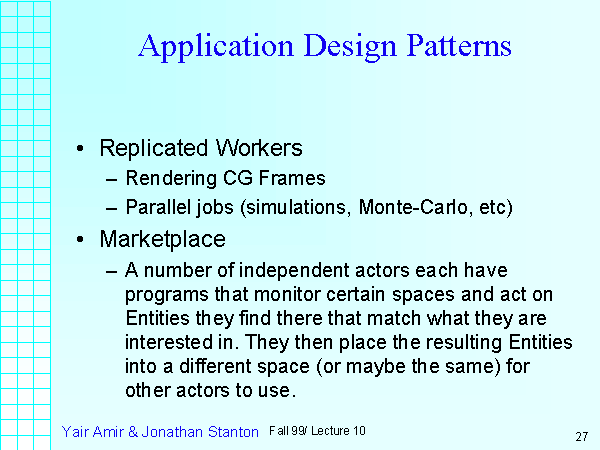 Application Design Patterns
• Replicated Workers
– Rendering CG Frames
– Parallel jobs (simulations, Monte-Carlo, etc)
• Marketplace
– A number of independent actors each have
programs that monitor certain spaces and act on
Entities they find there that match what they are
interested in. They then place the resulting Entities
into a different space (or maybe the same) for
other actors to use.
Yair Amir & Jonathan Stanton Fall 99/ Lecture 10 27